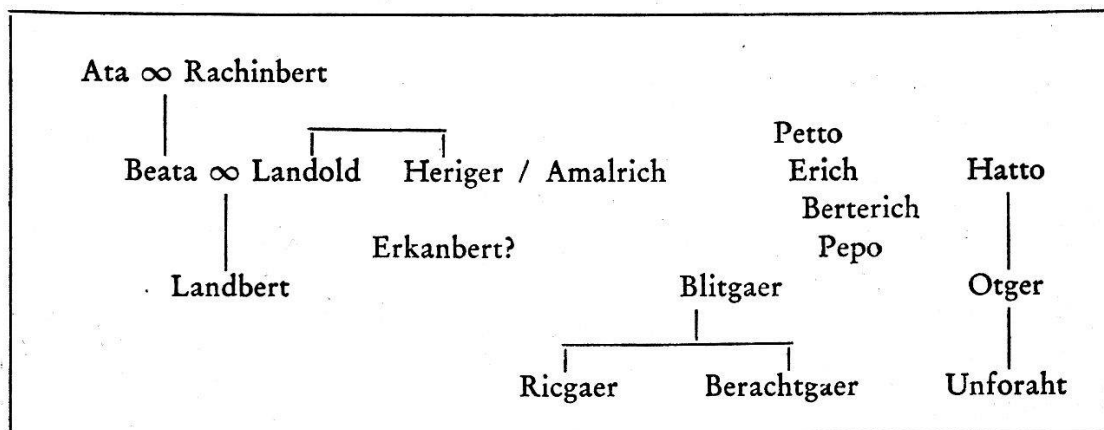 Ata ∞ Rachinbert
Petto
Beata ∞ Landold Heriger / Amalrich Erich Hatto
Berterich
Erkanbert? Pepo
Landbert Blitgaer Otger
Ricgaer Berachtgaer Unforaht